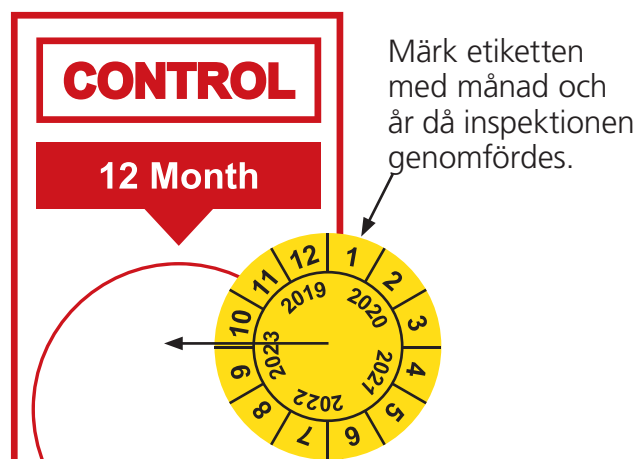 CONTROL
12 Month
Märk etiketten
med månad och
år då inspektionen
genomfördes.
1
2
3
4
5
6
7
8
9
10
11
12
2019
2020
2021
2022
2023